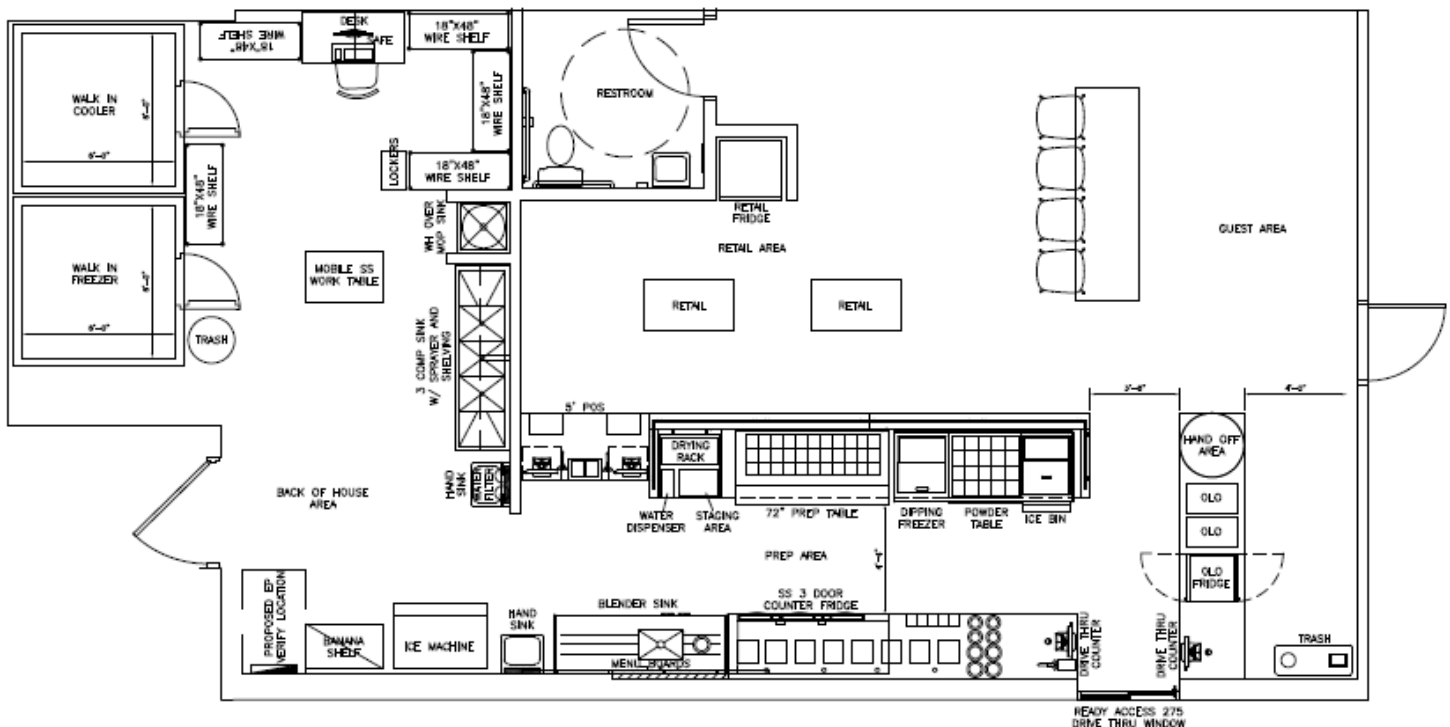 DESK
SAFE
18"X48"
WIRE SHELF
18"X48"
WIRE SHELF
18"X48"
WIRE SHELF
18"X48"
WIRE SHELF
18"X48"
WIRE SHELF
LOCKERS
WALK IN
COOLER
WALK IN
FREEZER
TRASH
MOBILE SS
WORK TABLE
WH OVER
MOP SINK
3 COMP SINK
W/ SPRAYER AND
SHELVING
RESTROOM
RETAIL
FRIDGE
RETAIL AREA
RETAIL
RETAIL
GUEST AREA
5' POS
HAND
SINK
WATER
FILTER
BACK OF HOUSE
AREA
DRYING
RACK
WATER
DISPENSER
STAGING
AREA
72" PREP TABLE
DIPPING
FREEZER
POWDER
TABLE
ICE BIN
HAND OFF
AREA
OLO
OLO
OLO
FRIDGE
PREP AREA
PROPOSED EP
VERIFY LOCATION
BANANA
SHELF
ICE MACHINE
HAND
SINK
BLENDER SINK
MENU BOARDS
SS 3 DOOR
COUNTER FRIDGE
DRIVE THRU
COUNTER
DRIVE THRU
COUNTER
TRASH
READY ACCESS 275
DRIVE THRU WINDOW